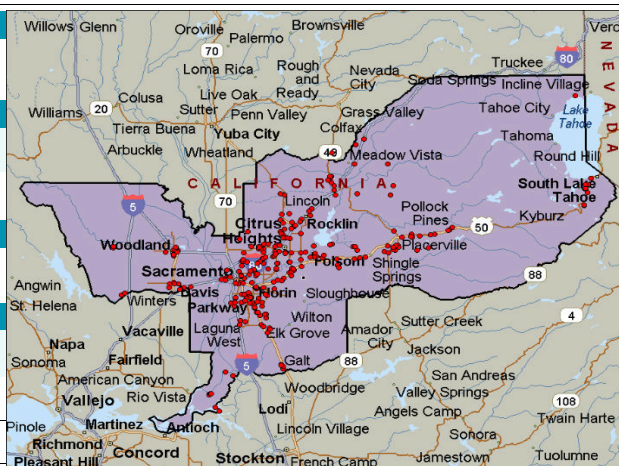 Willows Glenn
Oroville
Brownsville
Palermo
70
Verd
N E V A D A
80
Truckee
Loma Rica
Rough
and
Ready
Nevada
City
Soda Springs
Incline Village
Colusa
20
Live Oak
Sutter
Penn Valley
Grass Valley
Tahoe City
Lake
Tahoe
Williams
Tierra Buena
Yuba City
Colfax
Tahoma
Arbuckle
Wheatland
Meadow Vista
Round Hill
C A L I F O R N I A
South Lake
Tahoe
5
70
Lincoln
Rocklin
Pollock
Pines
Kyburz
Citrus
Heights
50
Woodland
Placerville
Sacramento
Folsom
Shingle
Springs
88
Angwin
St. Helena
Winters
Davis
Florin
Parkway
Sloughhouse
Wilton
Amador
City
Sutter Creek
4
Vacaville
Laguna
West
Elk Grove
Napa
Sonoma
Fairfield
5
Galt
88
Jackson
American Canyon
Rio Vista
Woodbridge
San Andreas
Valley Springs
108
Vallejo
Lodi
Angels Camp
Twain Harte
Pinole
Martinez
Antioch
Lincoln Village
Sonora
Richmond
Concord
Stockton
Jamestown
Tuolumne
Pleasant Hill
French Camp